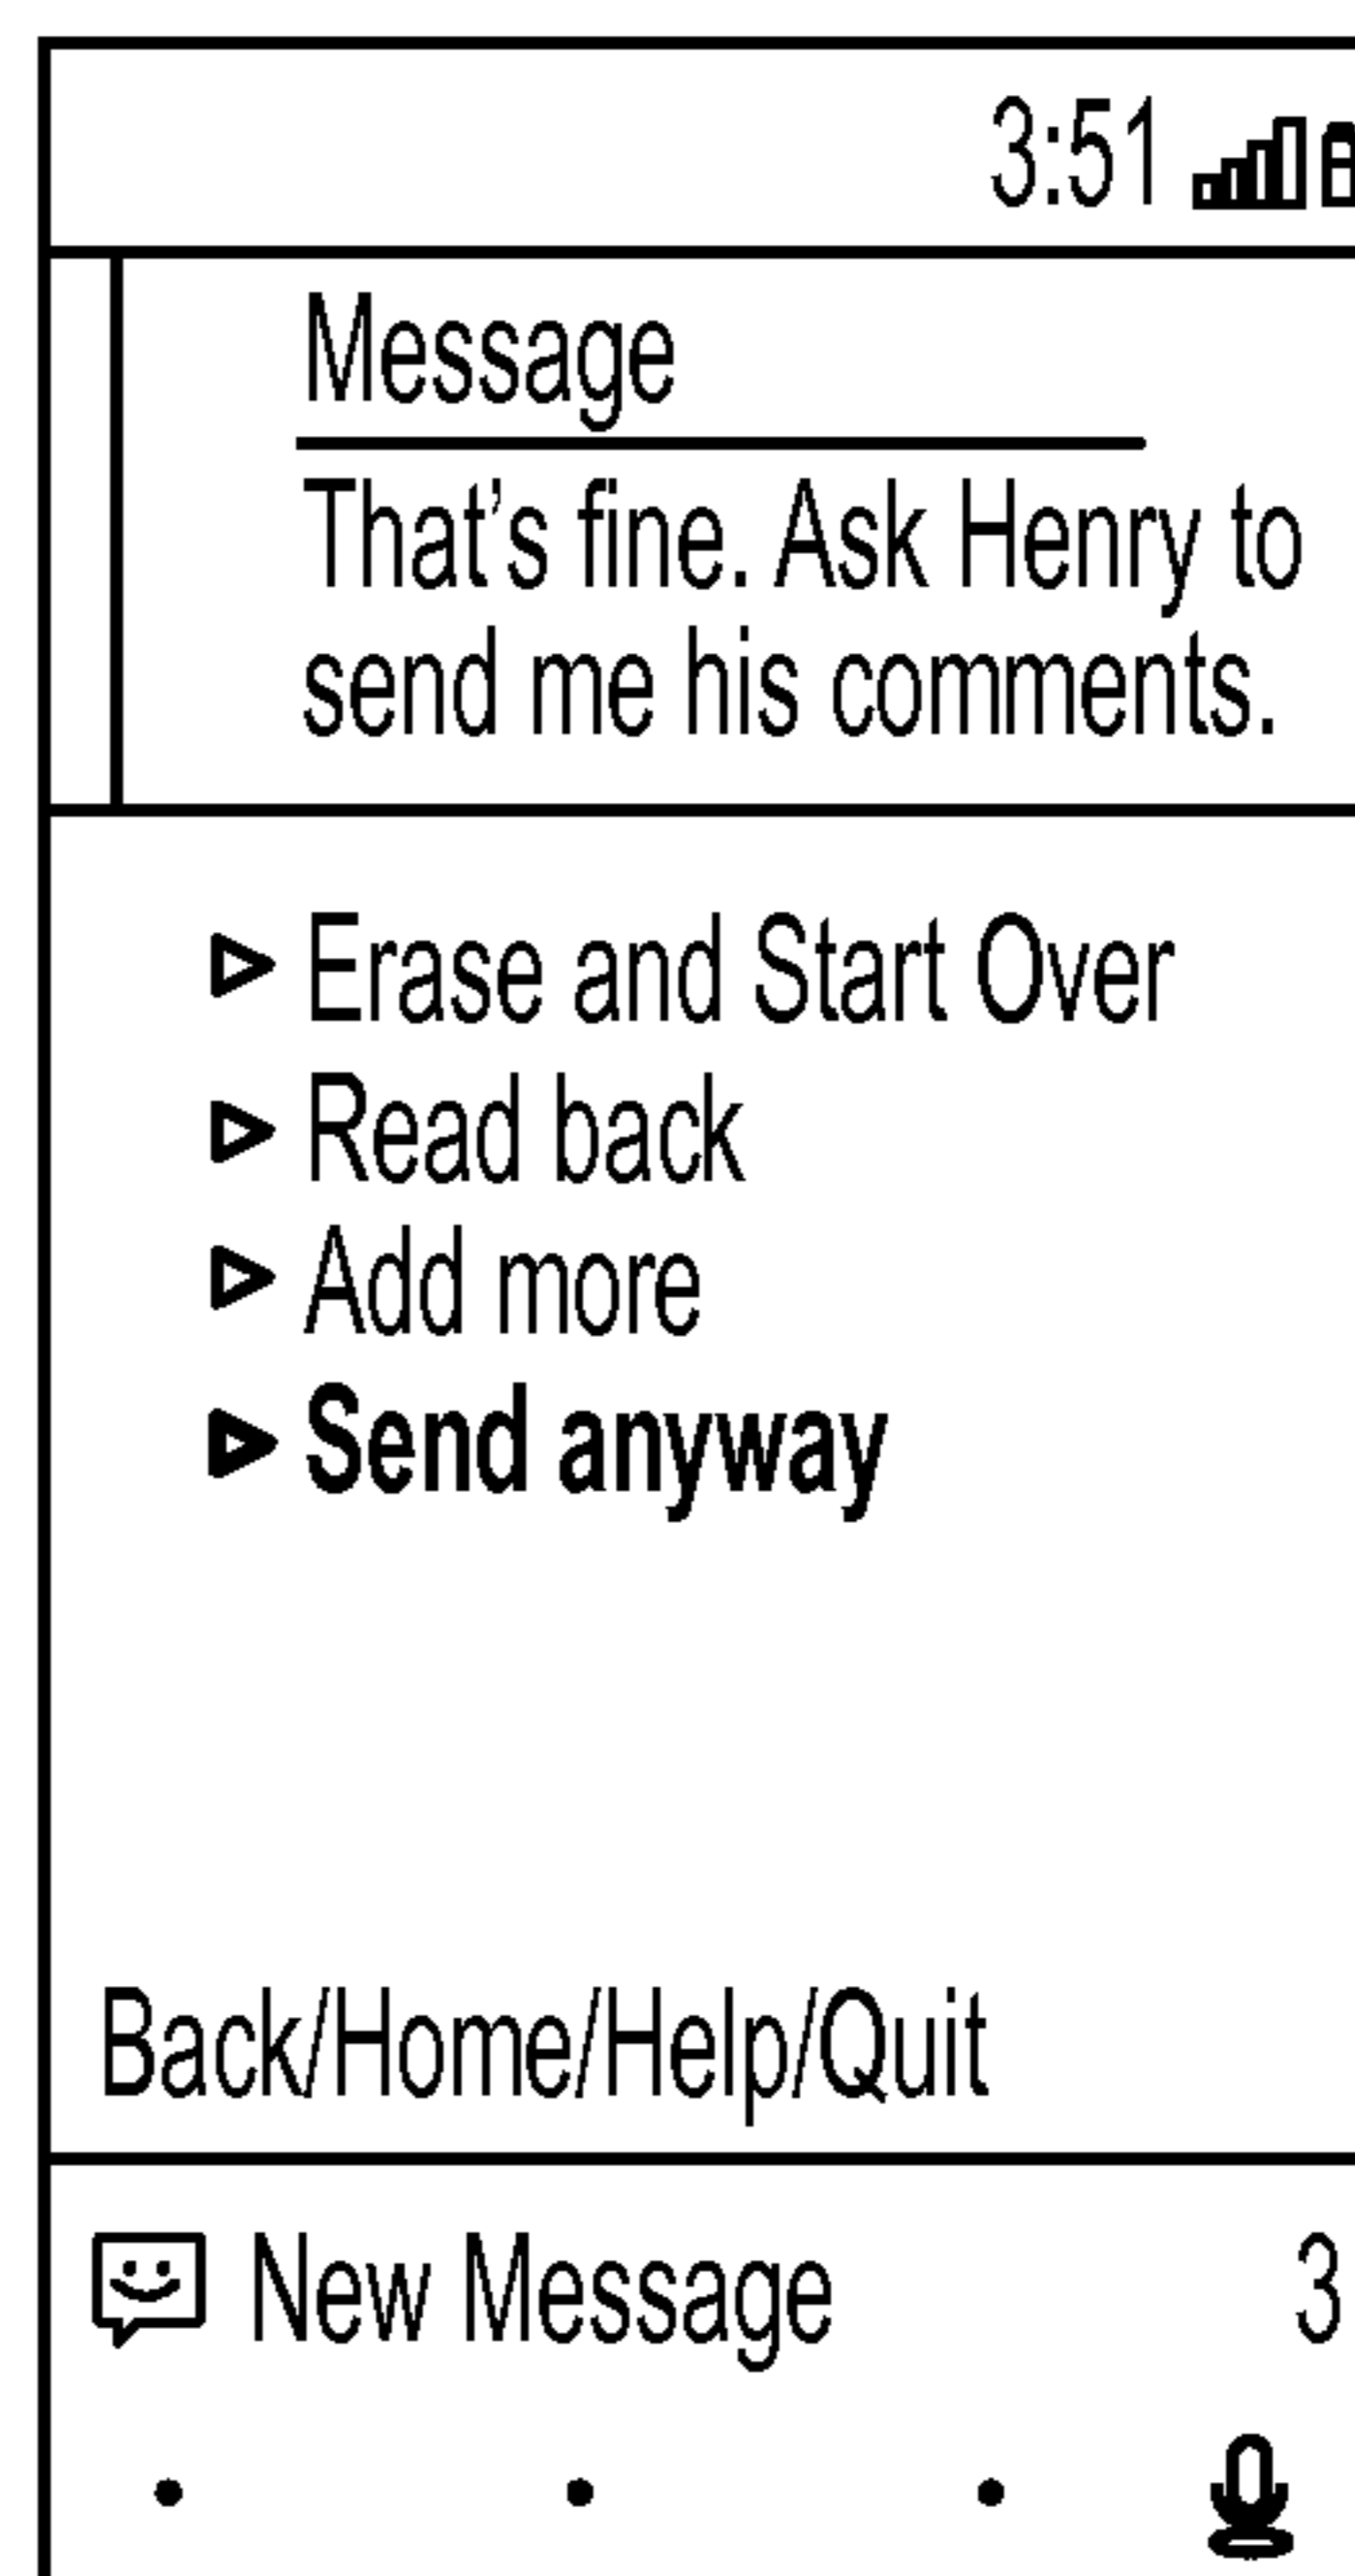 3:51
Message
That’s fine. Ask Henry to
send me his comments.
Erase and Start Over
Read back
Add more
Send anyway
Back/Home/Help/Quit
New Message 3